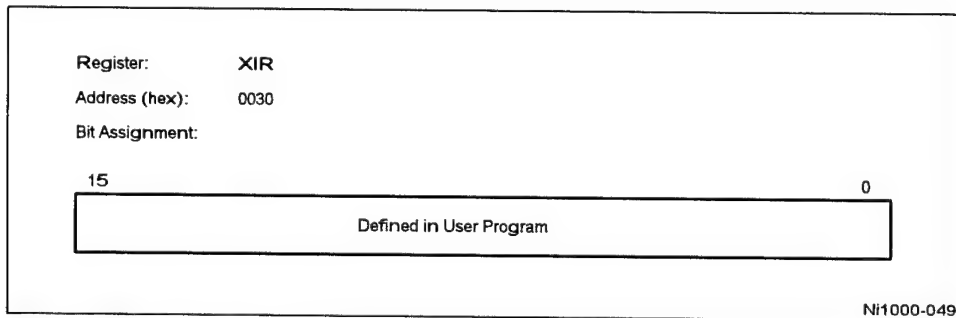 Register: XIR
Address (hex): 0030
Bit Assignment:
15 0
Defined in User Program
Ni1000-049